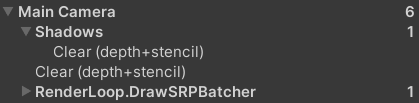 Main Camera 6
Shadows 1
Clear (depth+stencil)
Clear (depth+stencil)
RenderLoop.DrawSRPBatcher 1